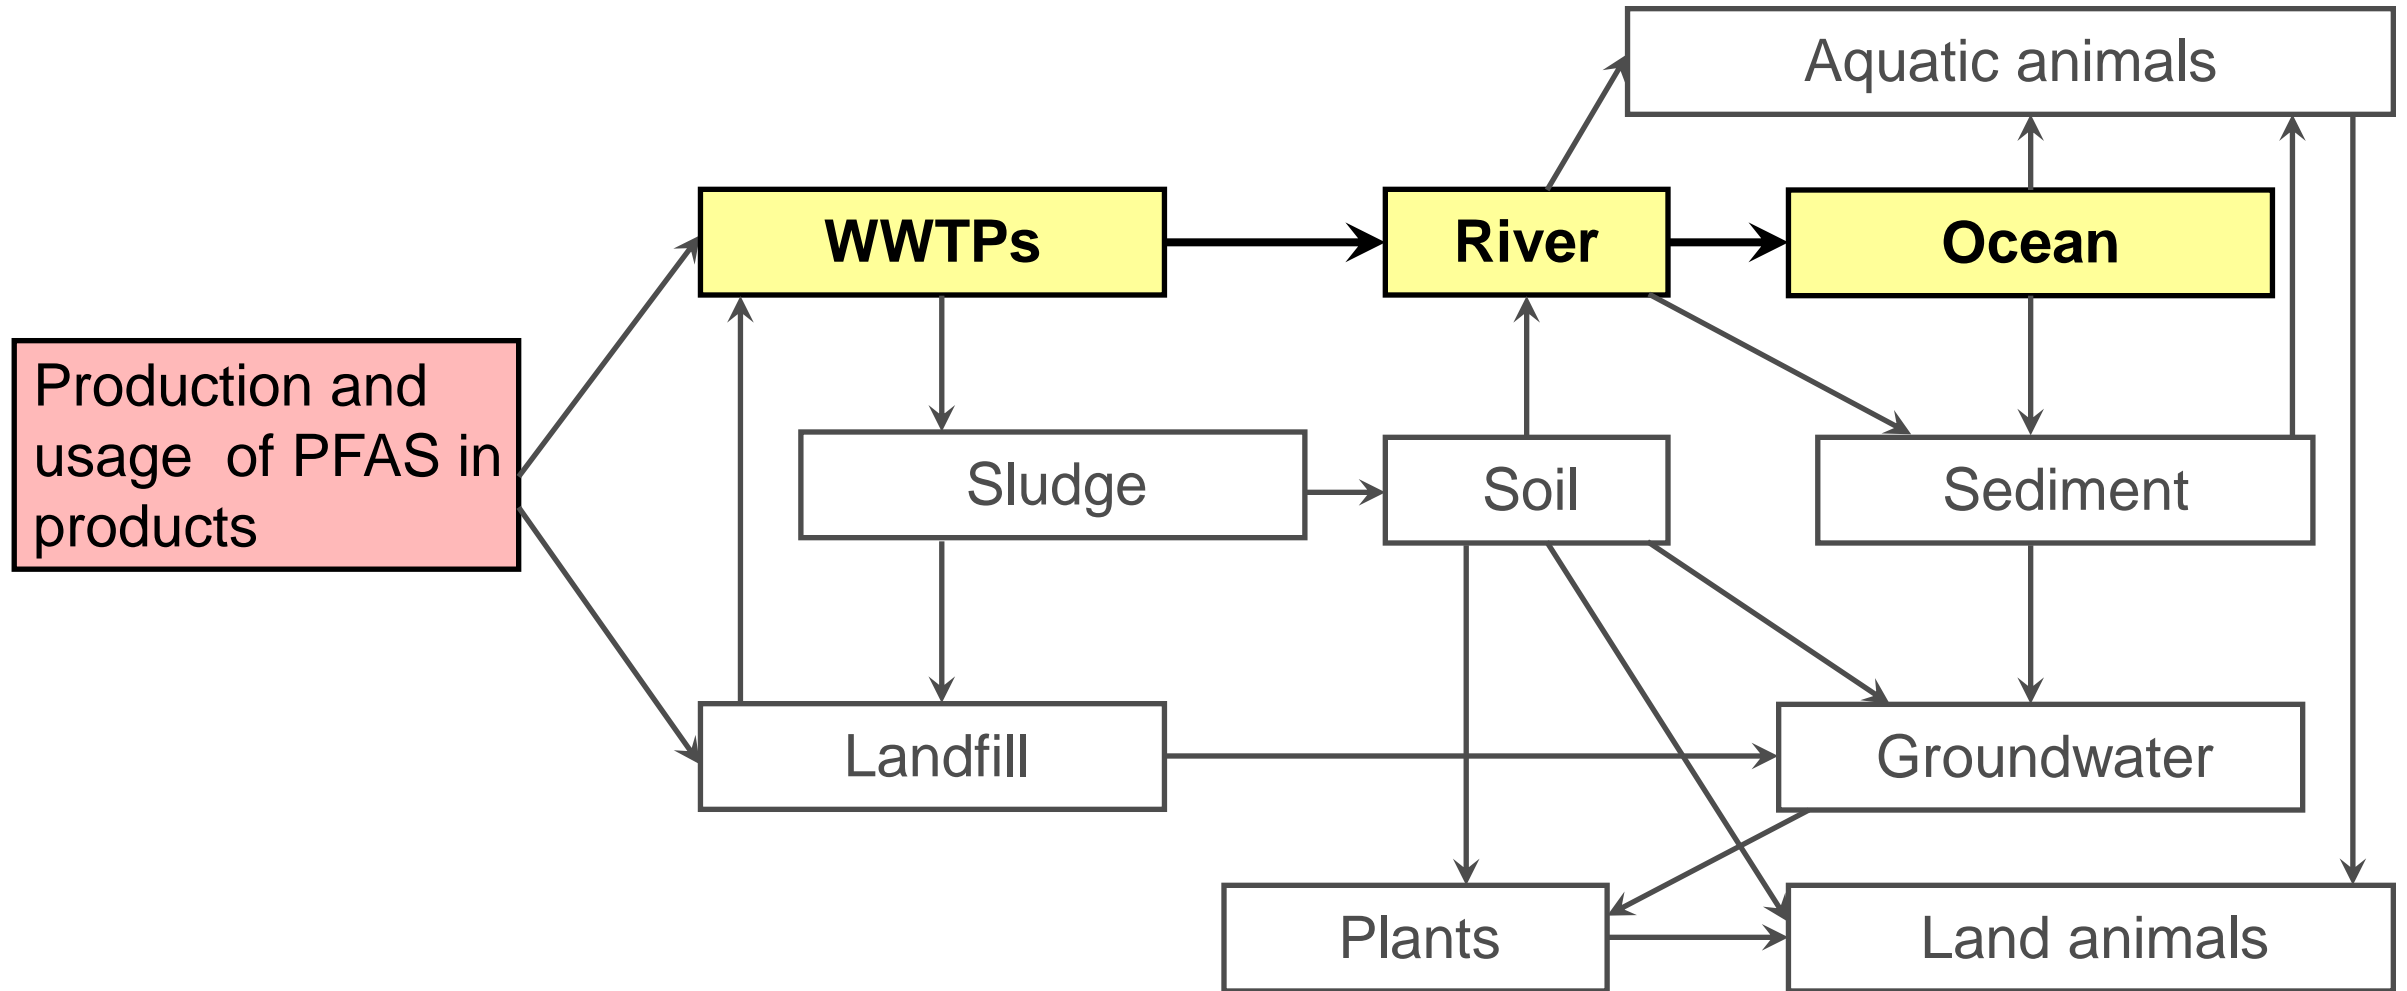 Aquatic animals
WWTPs
River
Ocean
Production and
usage  of PFAS in
products
Sludge
Soil
Sediment
Landfill
Groundwater
Plants
Land animals